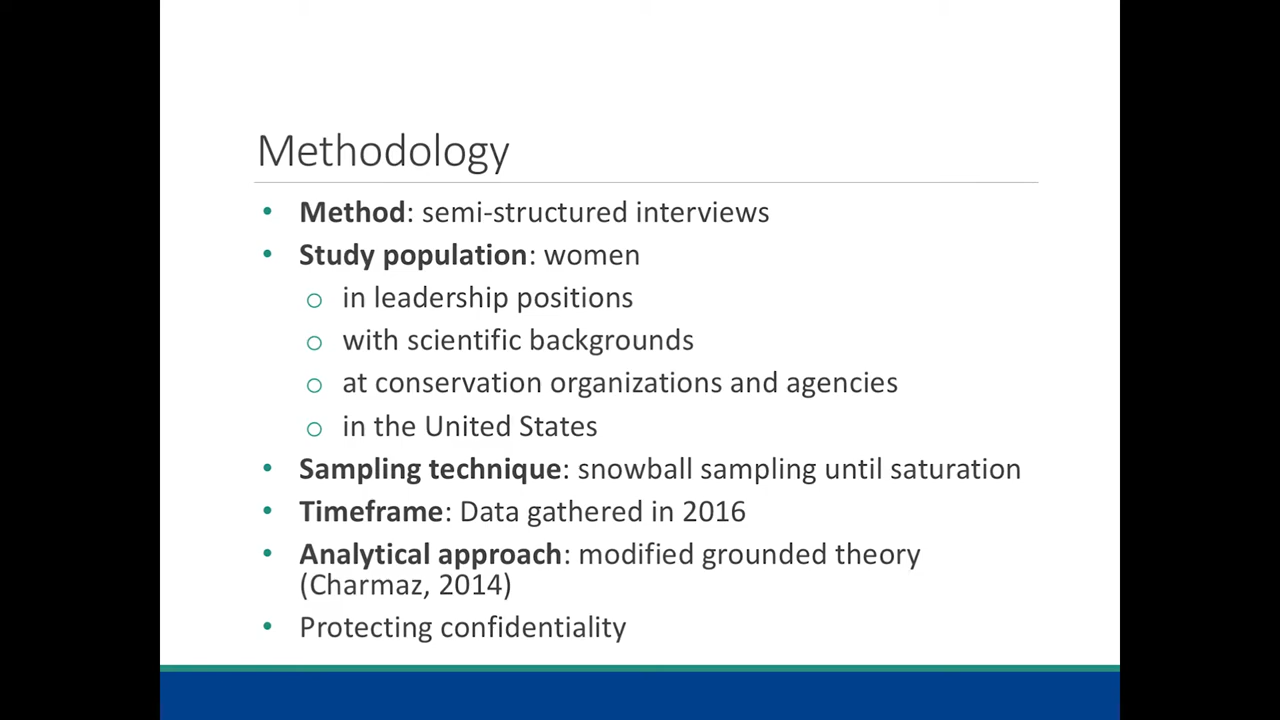 Methodology
• Method: semi-structured interviews
• Study population: women
o in leadership positions
o with scientific backgrounds
o at conservation organizations and agencies
o in the United States
• Sampling technique: snowball sampling until saturation
• Timeframe: Data gathered in 2016
• Analytical approach: modified grounded theory
(Charmaz, 2014)
• Protecting confidentiality